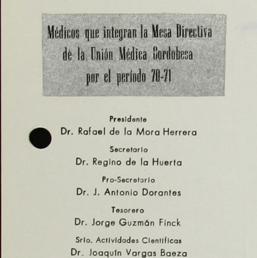 Médicos que integran la Mesa Directiva
de la Unión Médica Cordobesa
por el período 70-71
Presidente
Dr. Rafael de la Mora Herrera
Secretario
Dr. Regino de la Huerta
Pro-Secretario
Dr. J. Antonio Dorantes
Tesorero
Dr. Jorge Guzmán Finck
Srio. Actividades Científicas
Dr. Joaquín Vargas Baeza